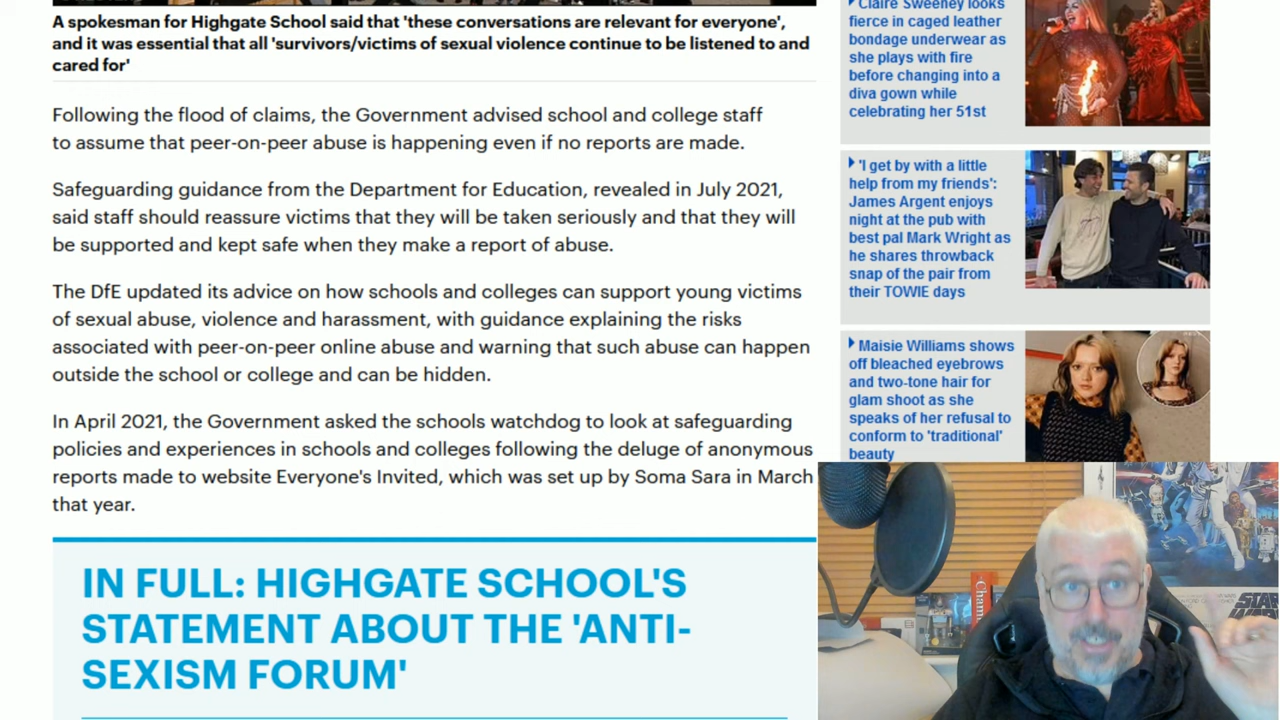 A spokesman for Highgate School said that 'these conversations are relevant for everyone',
and it was essential that all 'survivors/victims of sexual violence continue to be listened to and
cared for'
Following the flood of claims, the Government advised school and college staff
to assume that peer-on-peer abuse is happening even if no reports are made.
Safeguarding guidance from the Department for Education, revealed in July 2021,
said staff should reassure victims that they will be taken seriously and that they will
be supported and kept safe when they make a report of abuse.
The DfE updated its advice on how schools and colleges can support young victims
of sexual abuse, violence and harassment, with guidance explaining the risks
associated with peer-on-peer online abuse and warning that such abuse can happen
outside the school or college and can be hidden.
In April 2021, the Government asked the schools watchdog to look at safeguarding
policies and experiences in schools and colleges following the deluge of anonymous
reports made to website Everyone's Invited, which was set up by Soma Sara in March
that year.
IN FULL: HIGHGATE SCHOOL'S
STATEMENT ABOUT THE 'ANTI-
SEXISM FORUM'
Claire Sweeney looks
fierce in caged leather
bondage underwear as
she plays with fire
before changing into a
diva gown while
celebrating her 51st
'I get by with a little
help from my friends':
James Argent enjoys
night at the pub with
best pal Mark Wright as
he shares throwback
snap of the pair from
their TOWIE days
Maisie Williams shows
off bleached eyebrows
and two-tone hair for
glam shoot as she
speaks of her refusal to
conform to 'traditional'
beauty
STAR